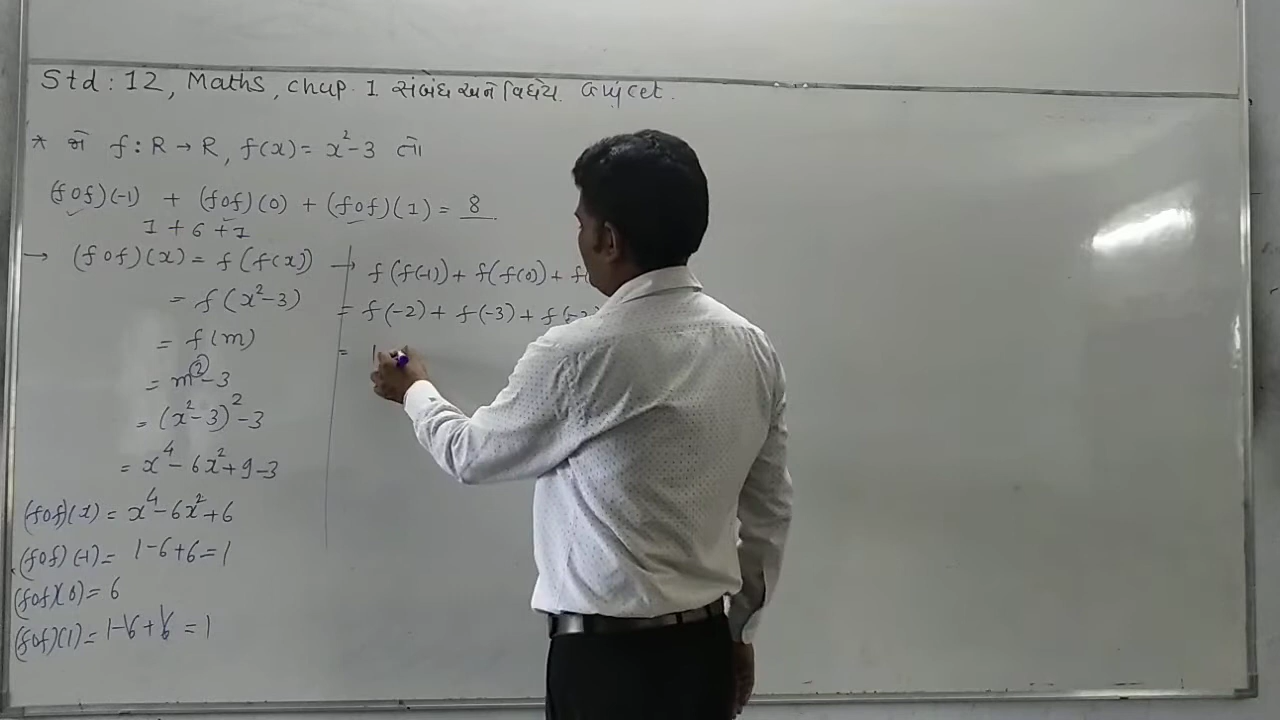 Std : 12, Maths, chap. 1 સંબંધ અને વિધેય. Gujcet.
* જો f : R → R, f(x) = x² - 3 તો
(fof)(-1) + (fof)(0) + (fof)(1) = 8
1 + 6 + 1
→ (fof)(x) = f(f(x))
= f(x² - 3)
= f(m)
= m² - 3
= (x² - 3)² - 3
= x⁴ - 6x² + 9 - 3
(fof)(x) = x⁴ - 6x² + 6
(fof)(-1) = 1 - 6 + 6 = 1
(fof)(0) = 6
(fof)(1) = 1 - 6 + 6 = 1
→ f(f(-1)) + f(f(0)) + f(
= f(-2) + f(-3) + f(-2)
= 1